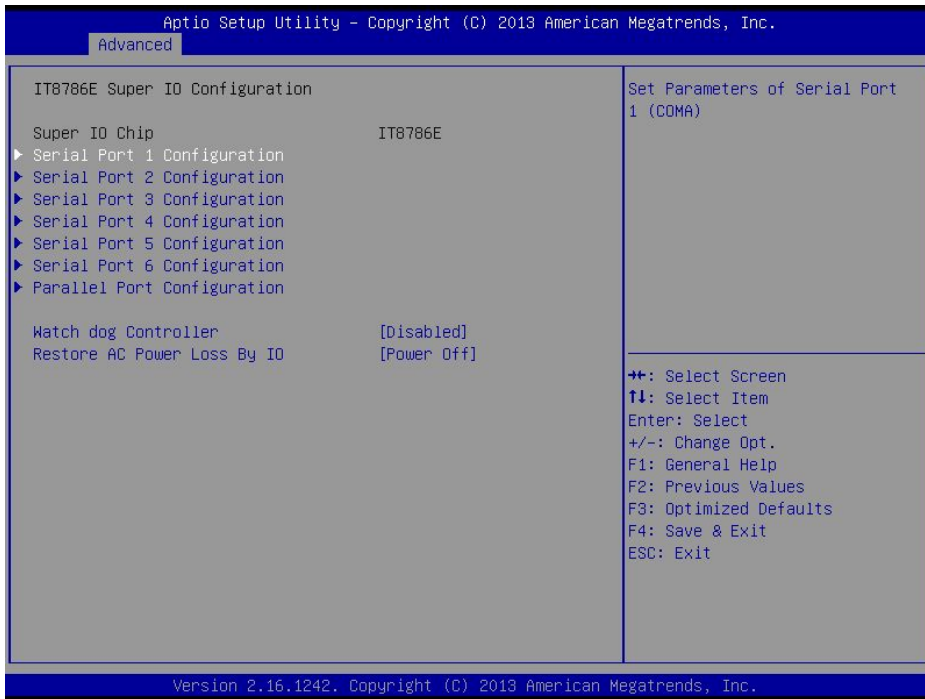 Aptio Setup Utility – Copyright (C) 2013 American Megatrends, Inc.
Advanced
IT8786E Super IO Configuration
Super IO Chip IT8786E
Serial Port 1 Configuration
Serial Port 2 Configuration
Serial Port 3 Configuration
Serial Port 4 Configuration
Serial Port 5 Configuration
Serial Port 6 Configuration
Parallel Port Configuration
Watch dog Controller [Disabled]
Restore AC Power Loss By IO [Power Off]
Set Parameters of Serial Port
1 (COMA)
→←: Select Screen
↑↓: Select Item
Enter: Select
+/-: Change Opt.
F1: General Help
F2: Previous Values
F3: Optimized Defaults
F4: Save & Exit
ESC: Exit
Version 2.16.1242. Copyright (C) 2013 American Megatrends, Inc.